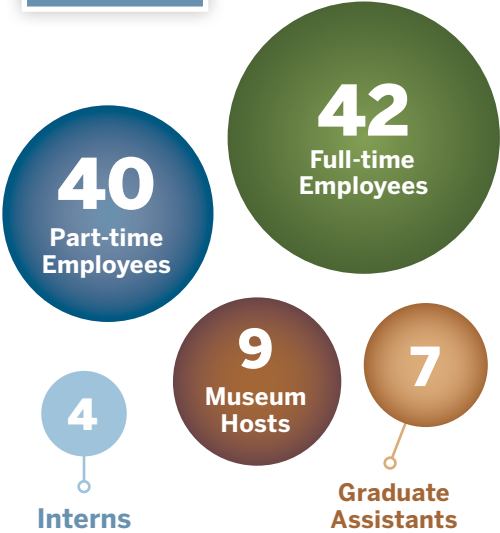 42
Full-time
Employees
40
Part-time
Employees
9
Museum
Hosts
7
Graduate
Assistants
4
Interns